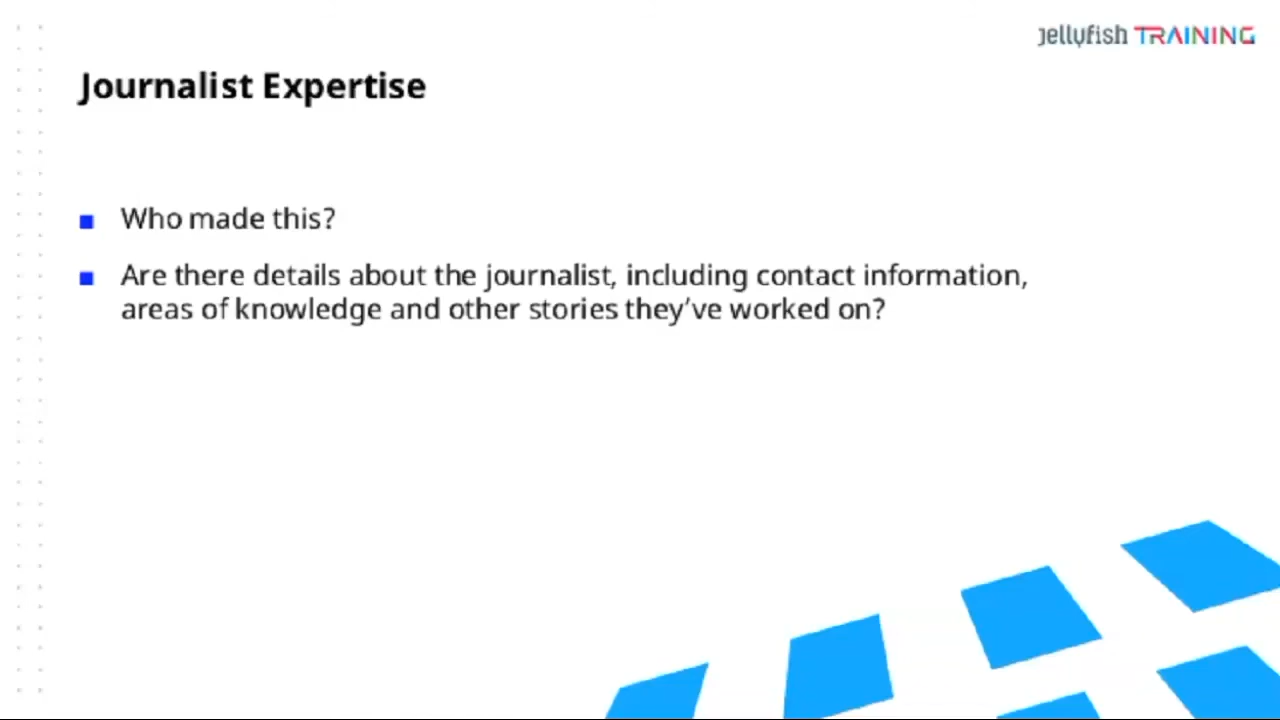 jellyfish TRAINING
Journalist Expertise
Who made this?
Are there details about the journalist, including contact information,
areas of knowledge and other stories they’ve worked on?